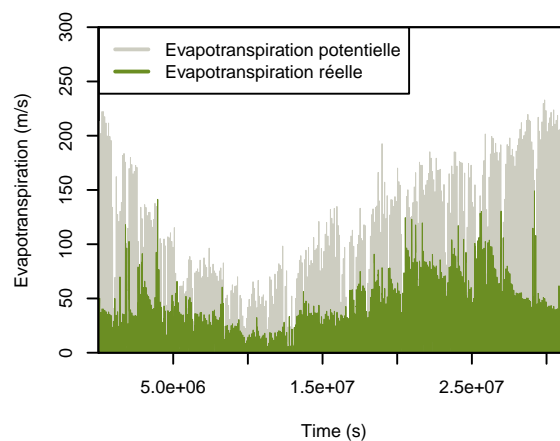 300
250
200
150
100
50
0
Evapotranspiration (m/s)
Evapotranspiration potentielle
Evapotranspiration réelle
5.0e+06 1.5e+07 2.5e+07
Time (s)